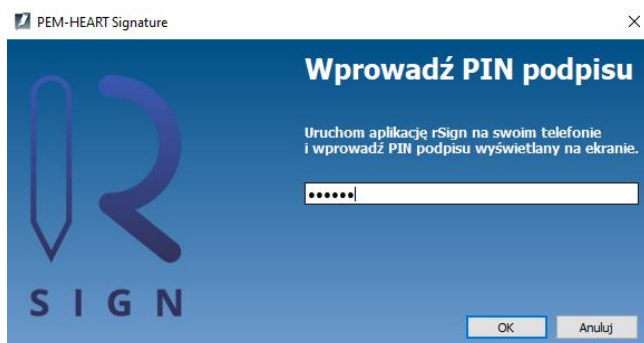 PEM-HEART Signature
Wprowadź PIN podpisu
Uruchom aplikację rSign na swoim telefonie
i wprowadź PIN podpisu wyświetlany na ekranie.
••••••
R
SIGN
OK Anuluj